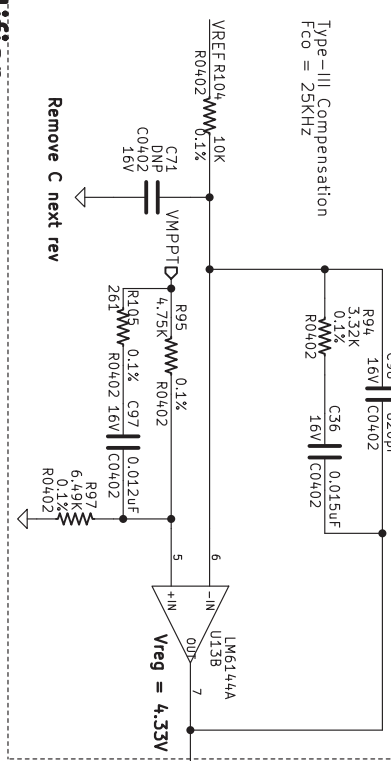 Type-III Compensation
Fco = 25KHz
VREF
R104
R0402
10K
0.1%
C71
DNP
C0402
16V
Remove C next rev
VMPPT
R94
3.32K
0.1%
R0402
16V
C0402
C36
16V
0.015uF
C0402
R95
4.75K
0.1%
R0402
R105
261
0.1%
R0402
C97
16V
0.012uF
C0402
R97
6.49K
0.1%
R0402
5
6
+IN
-IN
OUT
7
LM6144A
U13B
Vreg = 4.33V